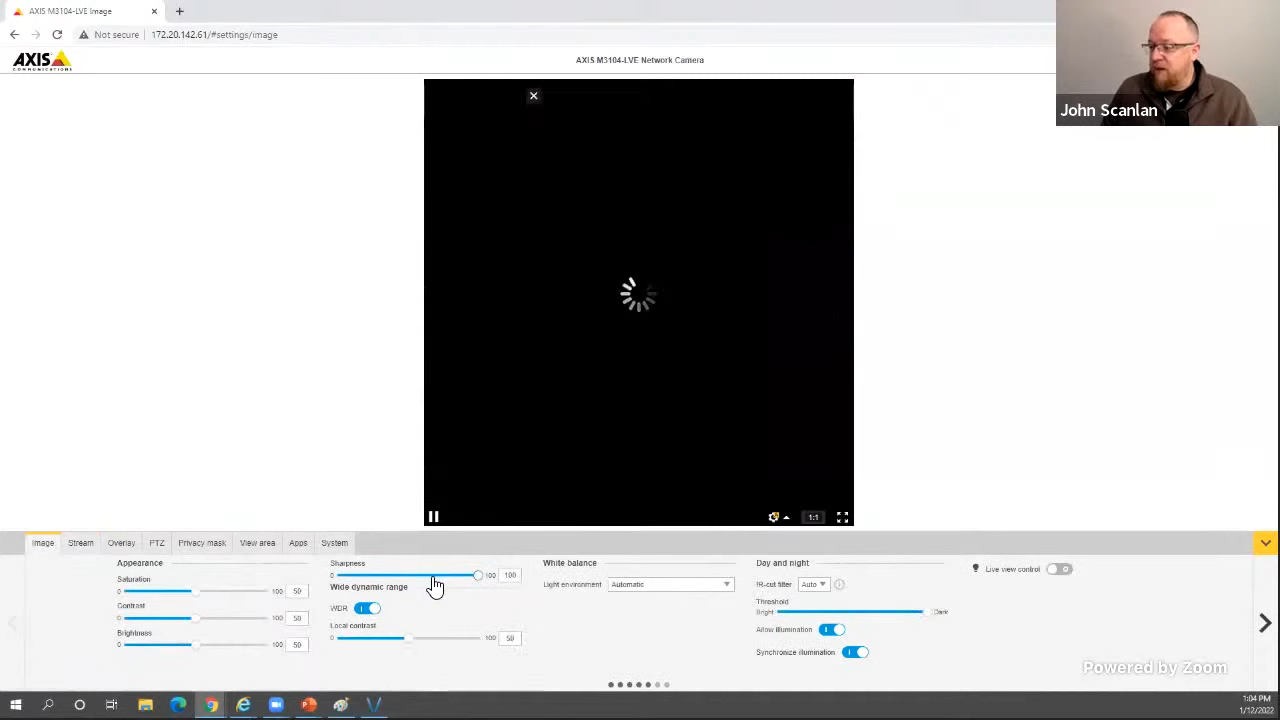 AXIS M3104-LVE Image
Not secure
172.20.142.61/#settings/image
AXIS
COMMUNICATIONS
AXIS M3104-LVE Network Camera
John Scanlan
1:1
Image Stream Overlay PTZ Privacy mask View area Apps System
Appearance
Saturation
0 100 50
Contrast
0 100 50
Brightness
0 100 50
Sharpness
0 100 100
Wide dynamic range
WDR
Local contrast
0 100 50
White balance
Light environment Automatic
Day and night
IR-cut filter Auto
Threshold
Bright Dark
Allow illumination
Synchronize illumination
Live view control
Powered by Zoom
1:04 PM
1/12/2022